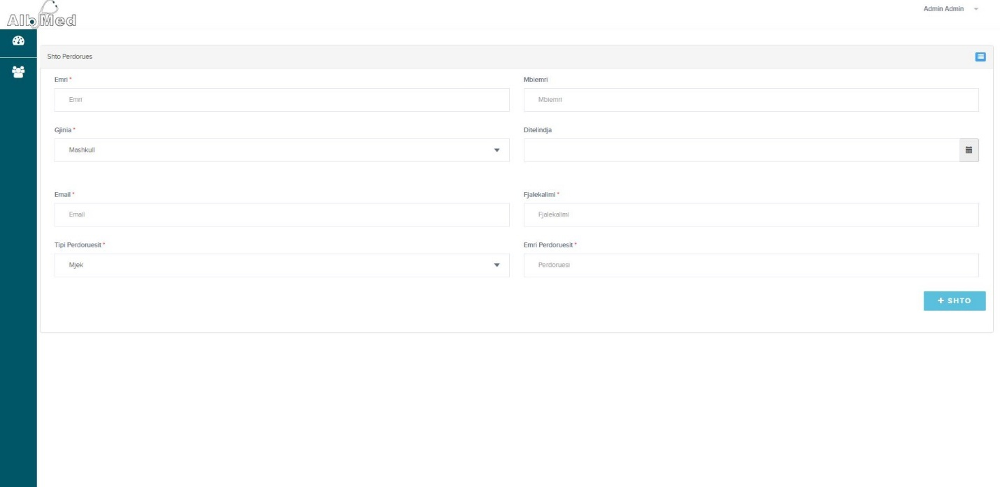 AlbMed
Admin Admin
Shto Perdorues
Emri *
Mbiemri
Emri
Mbiemri
Gjinia *
Ditelindja
Mashkull
Email *
Fjalekalimi *
Email
Fjalekalimi
Tipi Perdoruesit *
Emri Perdoruesit *
Mjek
Perdoruesi
+ SHTO